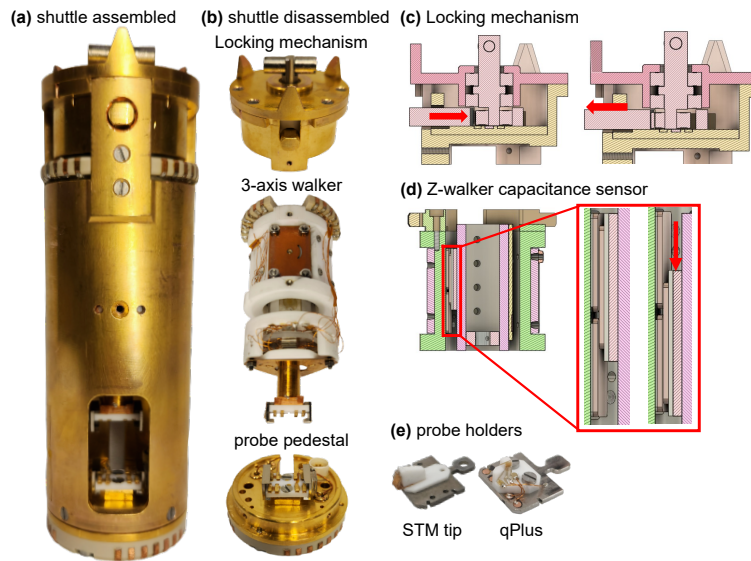 (a) shuttle assembled
(b) shuttle disassembled
Locking mechanism
3-axis walker
probe pedestal
(c) Locking mechanism
(d) Z-walker capacitance sensor
(e) probe holders
STM tip
qPlus